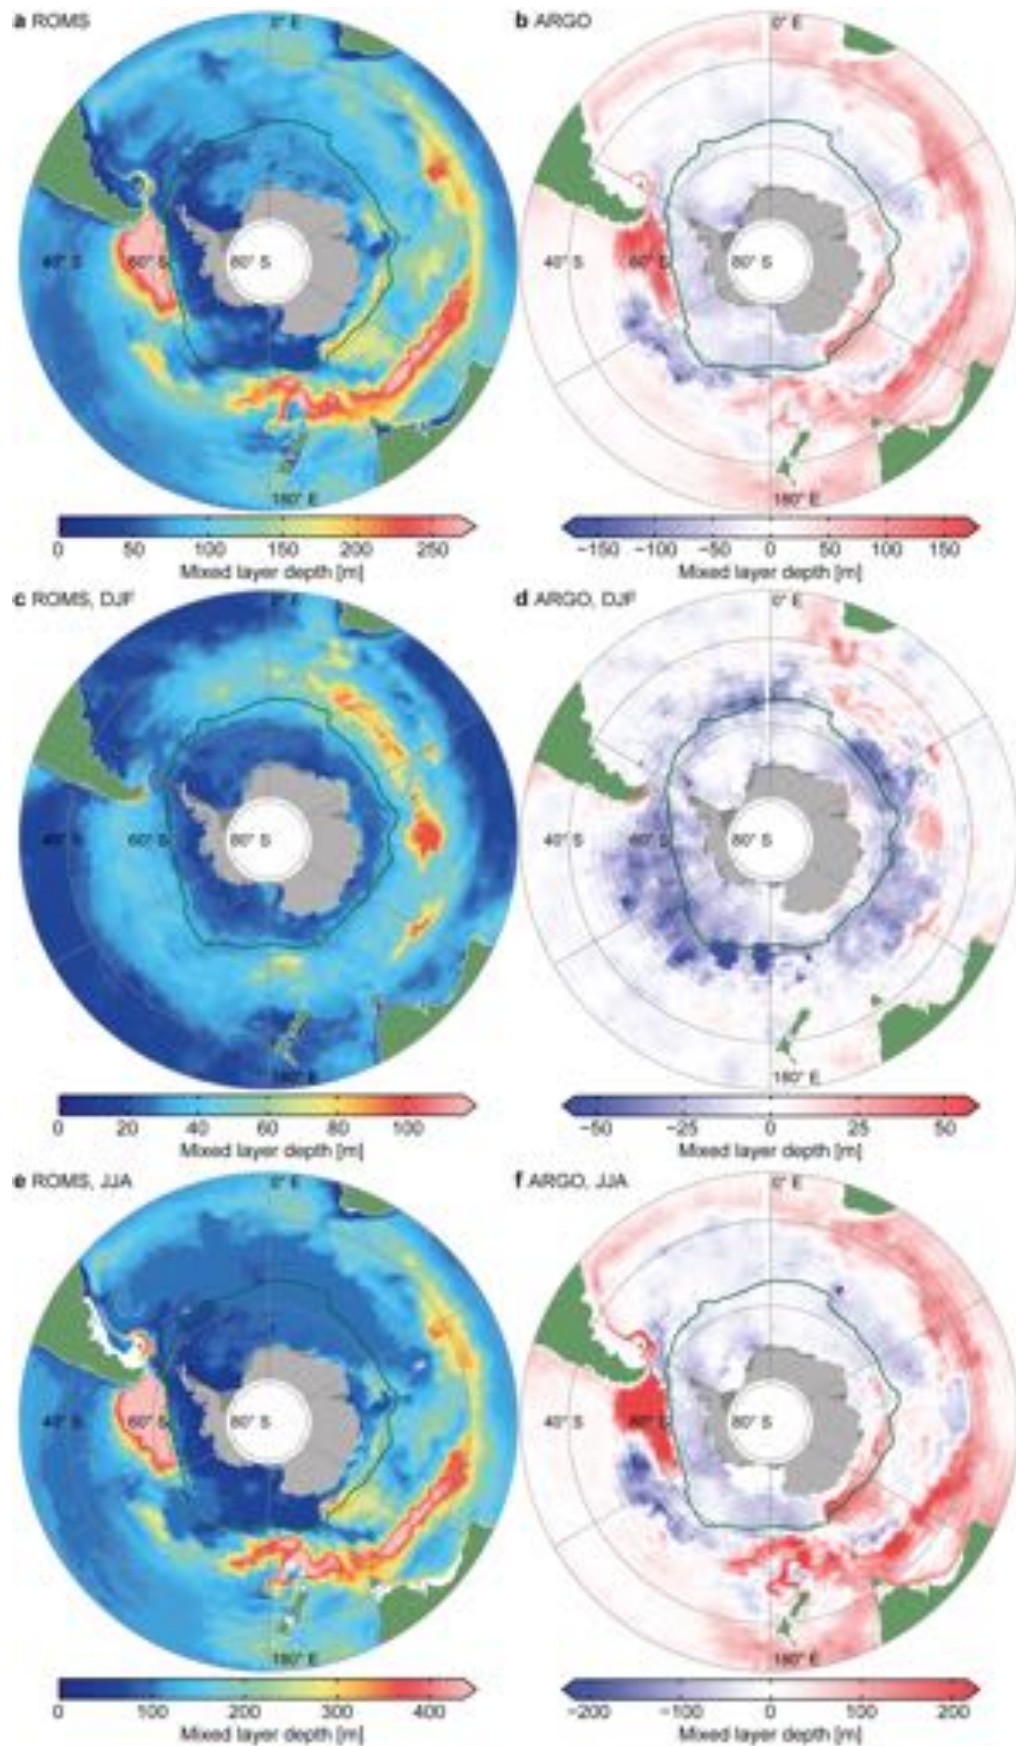 a ROMS
0° E
40° S
60° S
80° S
180° E
0 50 100 150 200 250
Mixed layer depth [m]
b ARGO
0° E
40° S
60° S
80° S
180° E
−150 −100 −50 0 50 100 150
Mixed layer depth [m]
c ROMS, DJF
0° E
40° S
60° S
80° S
180° E
0 20 40 60 80 100
Mixed layer depth [m]
d ARGO, DJF
0° E
40° S
60° S
80° S
180° E
−50 −25 0 25 50
Mixed layer depth [m]
e ROMS, JJA
0° E
40° S
60° S
80° S
180° E
0 100 200 300 400
Mixed layer depth [m]
f ARGO, JJA
0° E
40° S
60° S
80° S
180° E
−200 −100 0 100 200
Mixed layer depth [m]